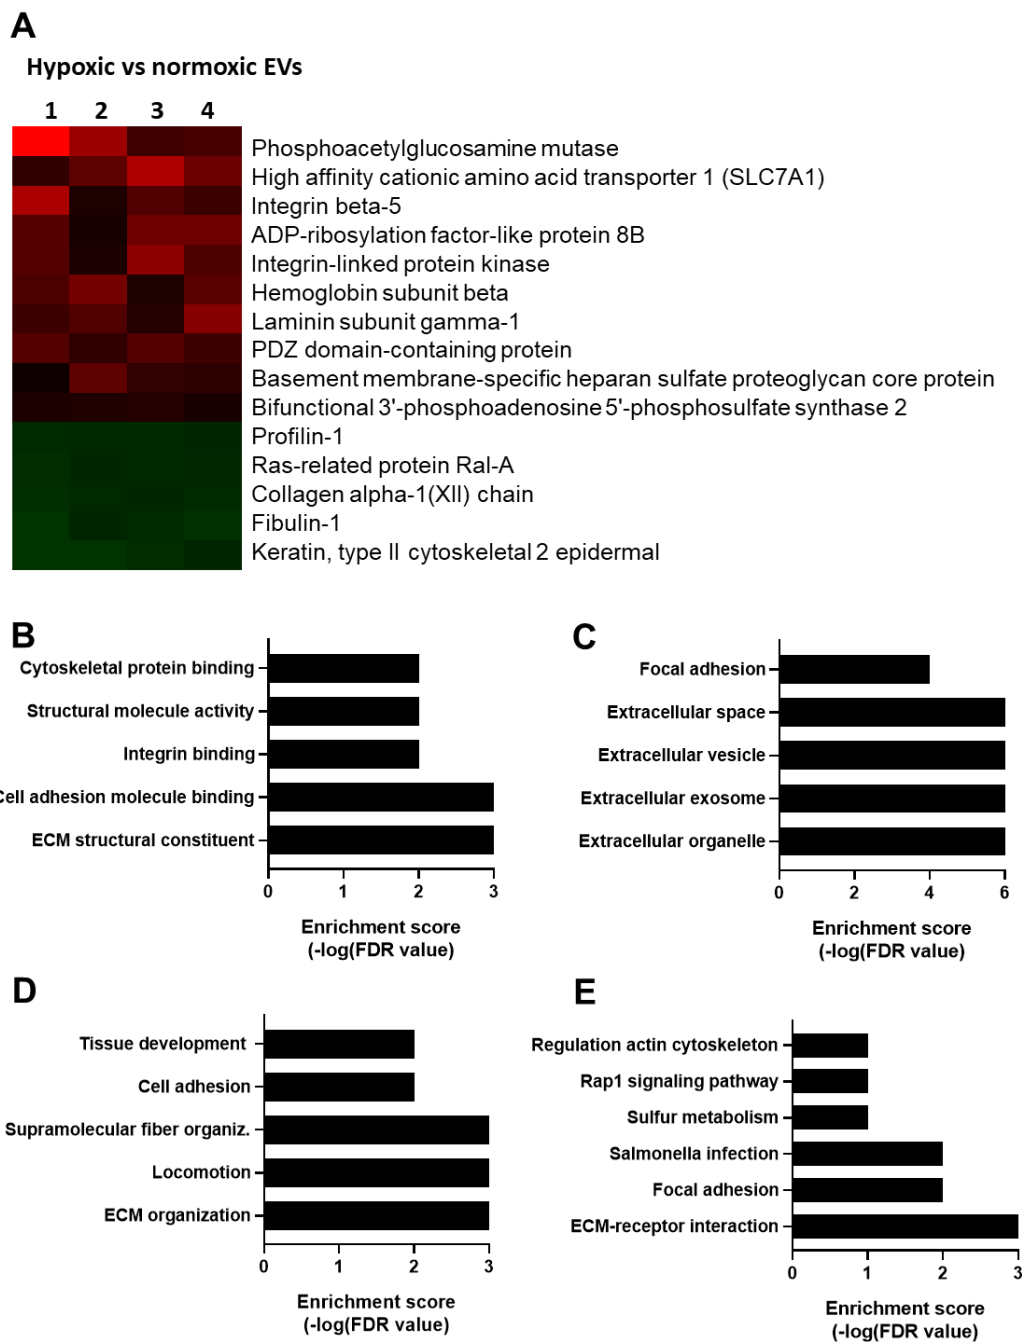 A
Hypoxic vs normoxic EVs
1 2 3 4
Phosphoacetylglucosamine mutase
High affinity cationic amino acid transporter 1 (SLC7A1)
Integrin beta-5
ADP-ribosylation factor-like protein 8B
Integrin-linked protein kinase
Hemoglobin subunit beta
Laminin subunit gamma-1
PDZ domain-containing protein
Basement membrane-specific heparan sulfate proteoglycan core protein
Bifunctional 3'-phosphoadenosine 5'-phosphosulfate synthase 2
Profilin-1
Ras-related protein Ral-A
Collagen alpha-1(XII) chain
Fibulin-1
Keratin, type II cytoskeletal 2 epidermal
B
Cytoskeletal protein binding
Structural molecule activity
Integrin binding
Cell adhesion molecule binding
ECM structural constituent
0 1 2 3
Enrichment score
(-log(FDR value)
C
Focal adhesion
Extracellular space
Extracellular vesicle
Extracellular exosome
Extracellular organelle
0 2 4 6
Enrichment score
(-log(FDR value)
D
Tissue development
Cell adhesion
Supramolecular fiber organiz.
Locomotion
ECM organization
0 1 2 3
Enrichment score
(-log(FDR value)
E
Regulation actin cytoskeleton
Rap1 signaling pathway
Sulfur metabolism
Salmonella infection
Focal adhesion
ECM-receptor interaction
0 1 2 3
Enrichment score
(-log(FDR value)